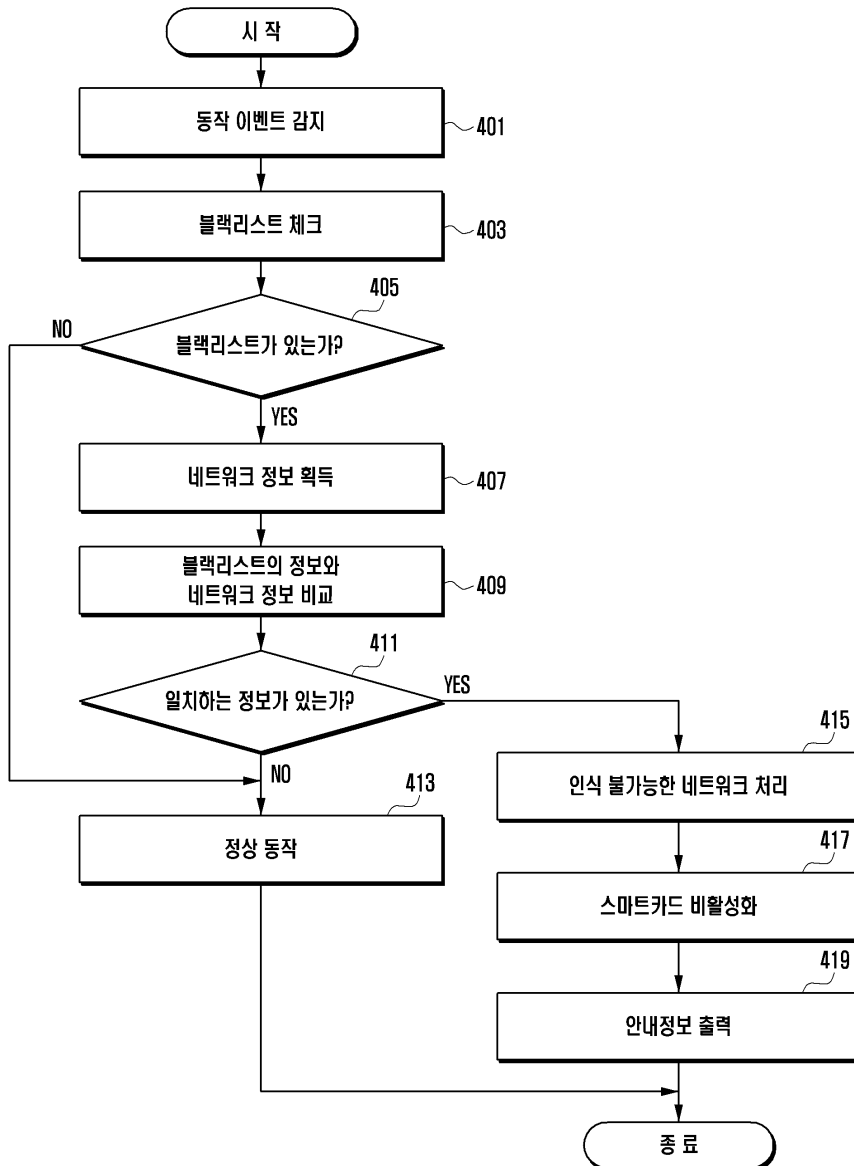 시 작
동작 이벤트 감지
401
블랙리스트 체크
403
405
NO
블랙리스트가 있는가?
YES
네트워크 정보 획득
407
블랙리스트의 정보와
네트워크 정보 비교
409
411
일치하는 정보가 있는가?
YES
NO
413
정상 동작
415
인식 불가능한 네트워크 처리
417
스마트카드 비활성화
419
안내정보 출력
종 료